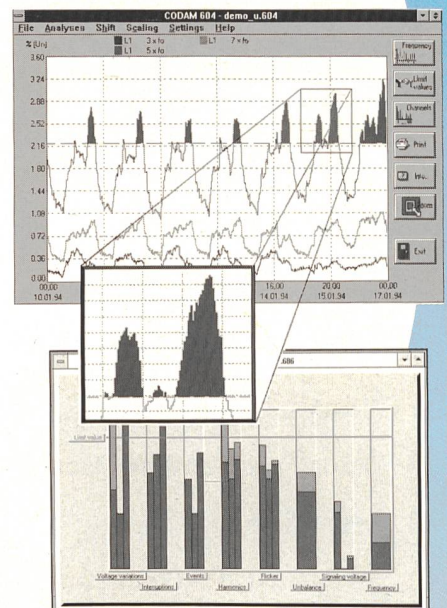 CODAM 604 - demo_u.604
File Analyses Shift Scaling Settings Help
% [Un]
L1 3 x fo
L1 7 x fo
L1 5 x fo
3.60
3.24
2.88
2.52
2.16
1.80
1.44
1.08
0.72
0.36
0.00
00.00
16.00
20.00
00.00
10.01.94
14.01.94
15.01.94
17.01.94
Frequency
Limit values
Channels
Print
Info...
Zoom
Exit
.686
Limit value
Voltage variations
Events
Flicker
Signaling voltage
Interruptions
Harmonics
Unbalance
Frequency